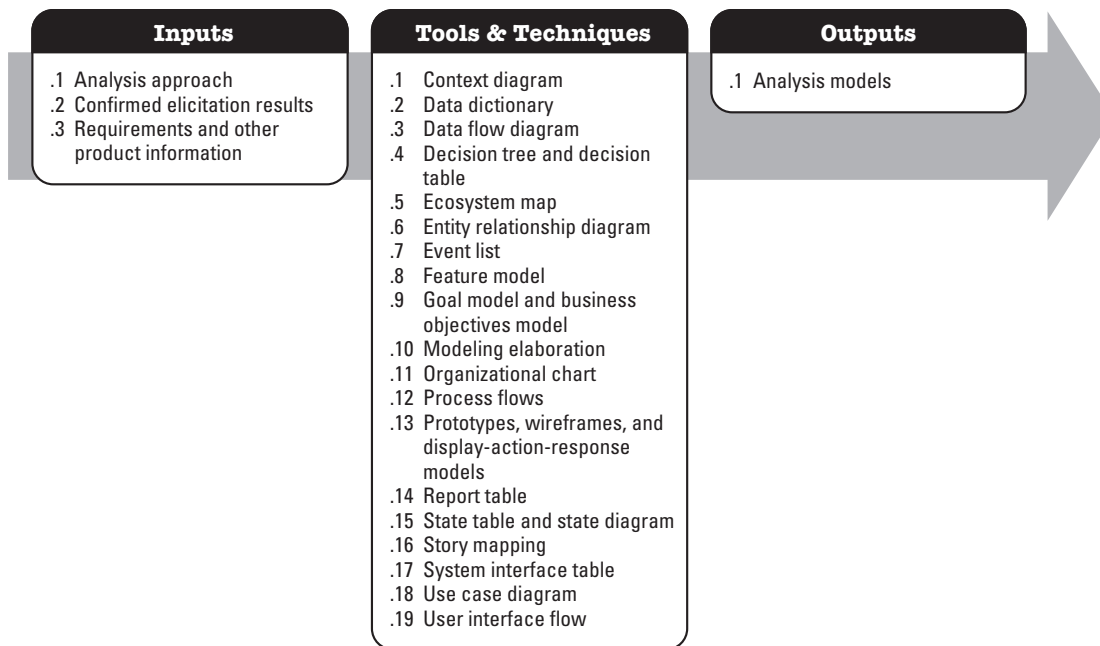 Inputs
.1 Analysis approach
.2 Confirmed elicitation results
.3 Requirements and other
product information
Tools & Techniques
.1 Context diagram
.2 Data dictionary
.3 Data flow diagram
.4 Decision tree and decision
table
.5 Ecosystem map
.6 Entity relationship diagram
.7 Event list
.8 Feature model
.9 Goal model and business
objectives model
.10 Modeling elaboration
.11 Organizational chart
.12 Process flows
.13 Prototypes, wireframes, and
display-action-response
models
.14 Report table
.15 State table and state diagram
.16 Story mapping
.17 System interface table
.18 Use case diagram
.19 User interface flow
Outputs
.1 Analysis models